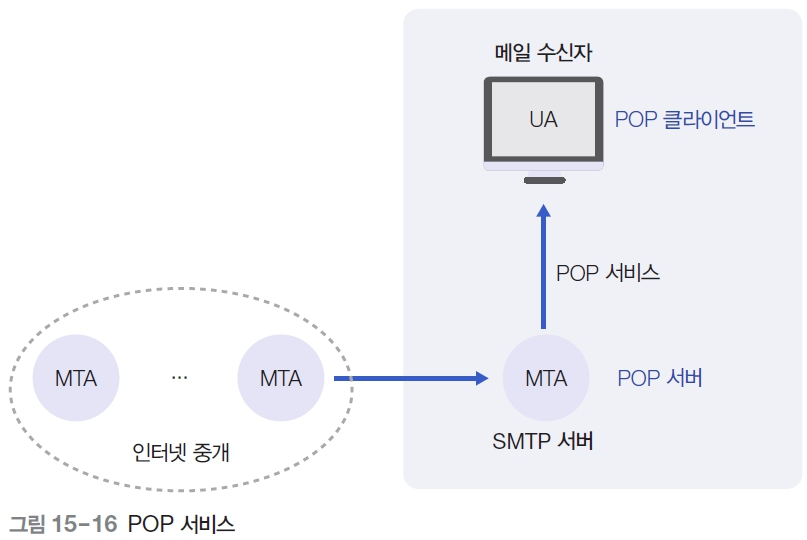 메일 수신자
UA
POP 클라이언트
POP 서비스
MTA
...
MTA
MTA
POP 서버
인터넷 중개
SMTP 서버
그림 15-16 POP 서비스